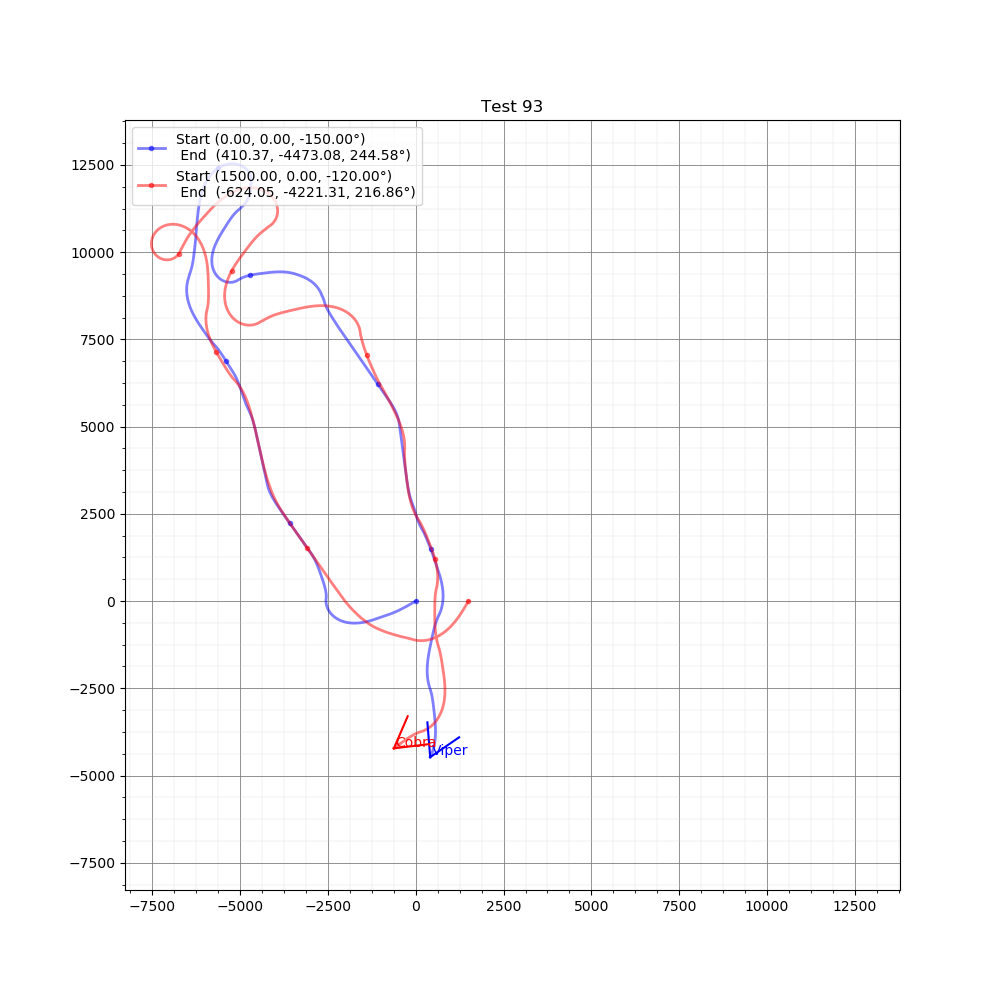 Test 93
Start (0.00, 0.00, -150.00°)
End  (410.37, -4473.08, 244.58°)
Start (1500.00, 0.00, -120.00°)
End  (-624.05, -4221.31, 216.86°)
12500
10000
7500
5000
2500
0
−2500
−5000
−7500
Cobra
Viper
−7500 −5000 −2500 0 2500 5000 7500 10000 12500